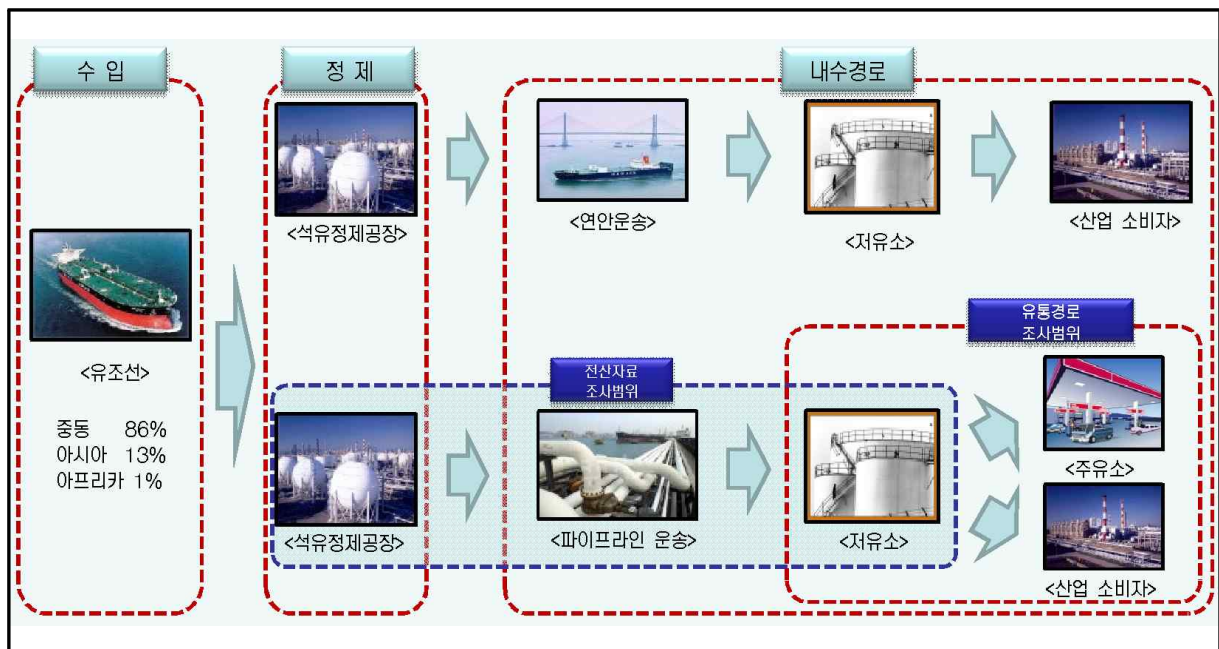 수 입
정 제
내수경로
<석유정제공장>
<연안운송>
<저유소>
<산업 소비자>
<유조선>
중동 86%
아시아 13%
아프리카 1%
유통경로
조사범위
전산자료
조사범위
<석유정제공장>
<파이프라인 운송>
<저유소>
<주유소>
<산업 소비자>